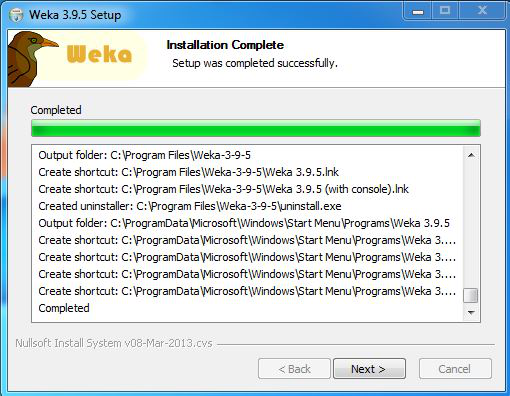 Weka 3.9.5 Setup
Weka
Installation Complete
Setup was completed successfully.
Completed
Output folder: C:\Program Files\Weka-3-9-5
Create shortcut: C:\Program Files\Weka-3-9-5\Weka 3.9.5.lnk
Create shortcut: C:\Program Files\Weka-3-9-5\Weka 3.9.5 (with console).lnk
Created uninstaller: C:\Program Files\Weka-3-9-5\uninstall.exe
Output folder: C:\ProgramData\Microsoft\Windows\Start Menu\Programs\Weka 3.9.5
Create shortcut: C:\ProgramData\Microsoft\Windows\Start Menu\Programs\Weka 3....
Create shortcut: C:\ProgramData\Microsoft\Windows\Start Menu\Programs\Weka 3....
Create shortcut: C:\ProgramData\Microsoft\Windows\Start Menu\Programs\Weka 3....
Create shortcut: C:\ProgramData\Microsoft\Windows\Start Menu\Programs\Weka 3....
Completed
Nullsoft Install System v08-Mar-2013.cvs
< Back
Next >
Cancel